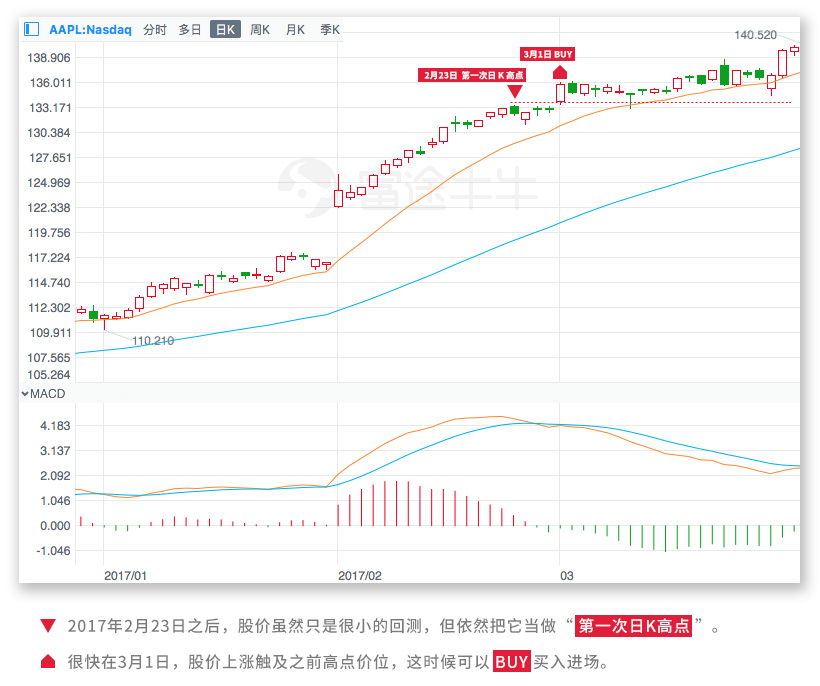 AAPL:Nasdaq 分时 多日 日K 周K 月K 季K
140.520
3月1日 BUY
2月23日 第一次日 K 高点
138.906
136.011
133.171
130.384
127.651
124.969
122.338
119.756
117.224
114.740
112.302
109.911
107.565
105.264
富途牛牛
110.210
MACD
4.183
3.137
2.092
1.046
0.000
-1.046
2017/01 2017/02 03
2017年2月23日之后，股价虽然只是很小的回测，但依然把它当做“第一次日K高点”。
很快在3月1日，股价上涨触及之前高点价位，这时候可以 BUY 买入进场。